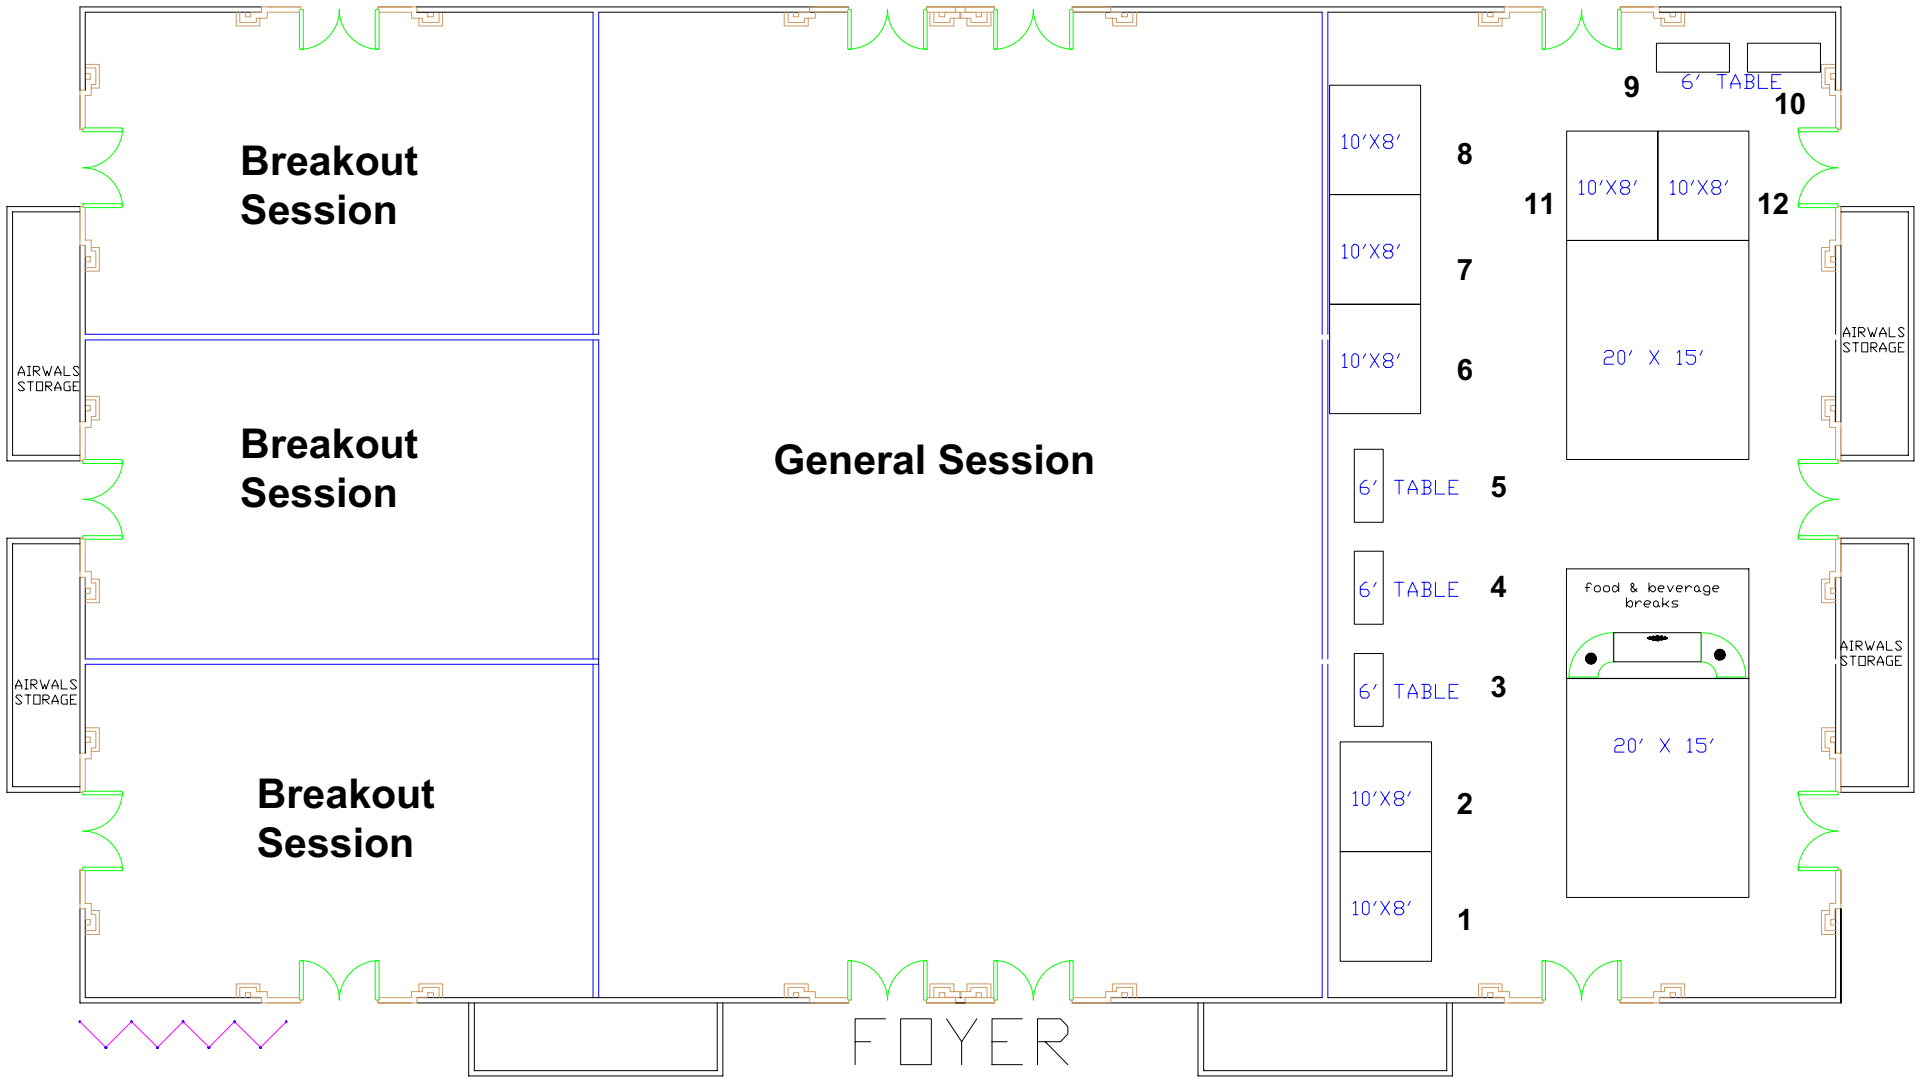 9
6' TABLE
10
Breakout
Session
10'X8'
8
10'X8'
10'X8'
11
12
10'X8'
7
AIRWALS
STORAGE
10'X8'
6
20' X 15'
AIRWALS
STORAGE
Breakout
Session
General Session
6' TABLE
5
6' TABLE
4
food & beverage
breaks
AIRWALS
STORAGE
6' TABLE
3
AIRWALS
STORAGE
20' X 15'
Breakout
Session
10'X8'
2
10'X8'
1
FOYER